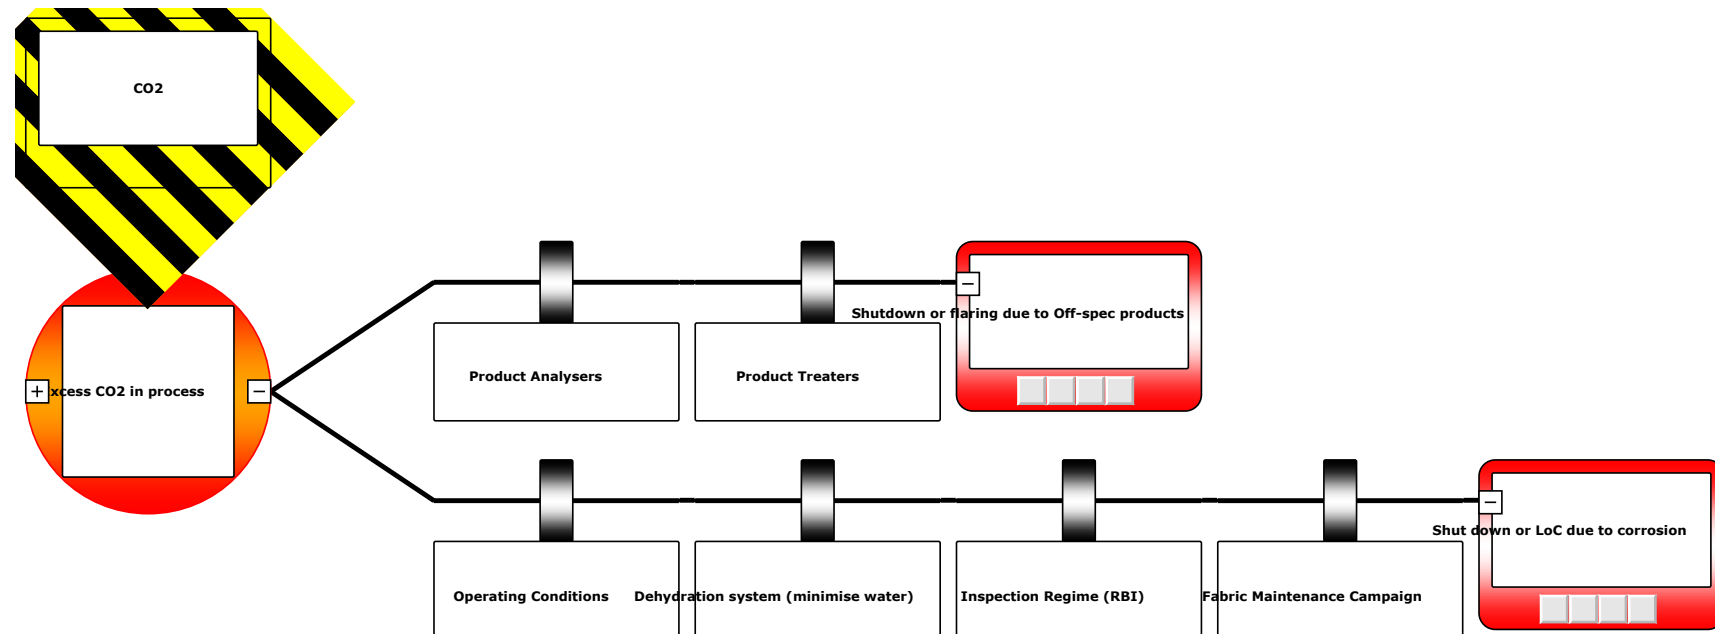 CO2
xcess CO2 in process
Product Analysers
Product Treaters
Shutdown or flaring due to Off-spec products
Operating Conditions
Dehydration system (minimise water)
Inspection Regime (RBI)
Fabric Maintenance Campaign
Shut down or LoC due to corrosion